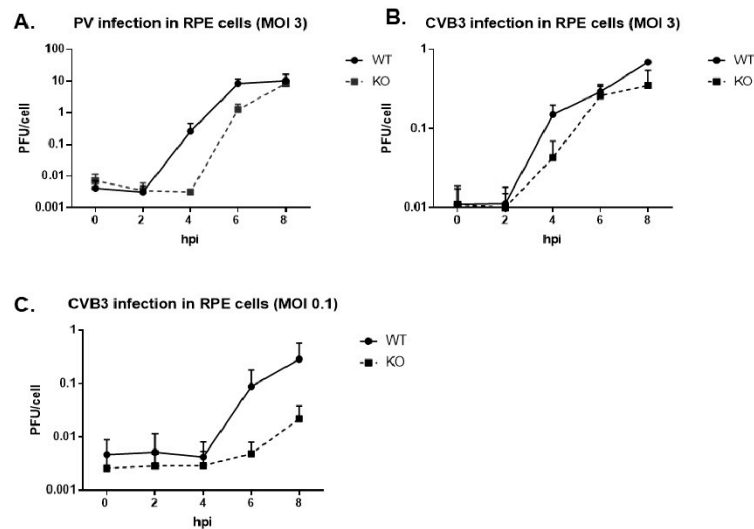 A.
PV infection in RPE cells (MOI 3)
100
10
1
0.1
0.01
0.001
PFU/cell
0 2 4 6 8
hpi
WT
KO
B.
CVB3 infection in RPE cells (MOI 3)
1
0.1
0.01
PFU/cell
0 2 4 6 8
hpi
WT
KO
C.
CVB3 infection in RPE cells (MOI 0.1)
1
0.1
0.01
0.001
PFU/cell
0 2 4 6 8
hpi
WT
KO